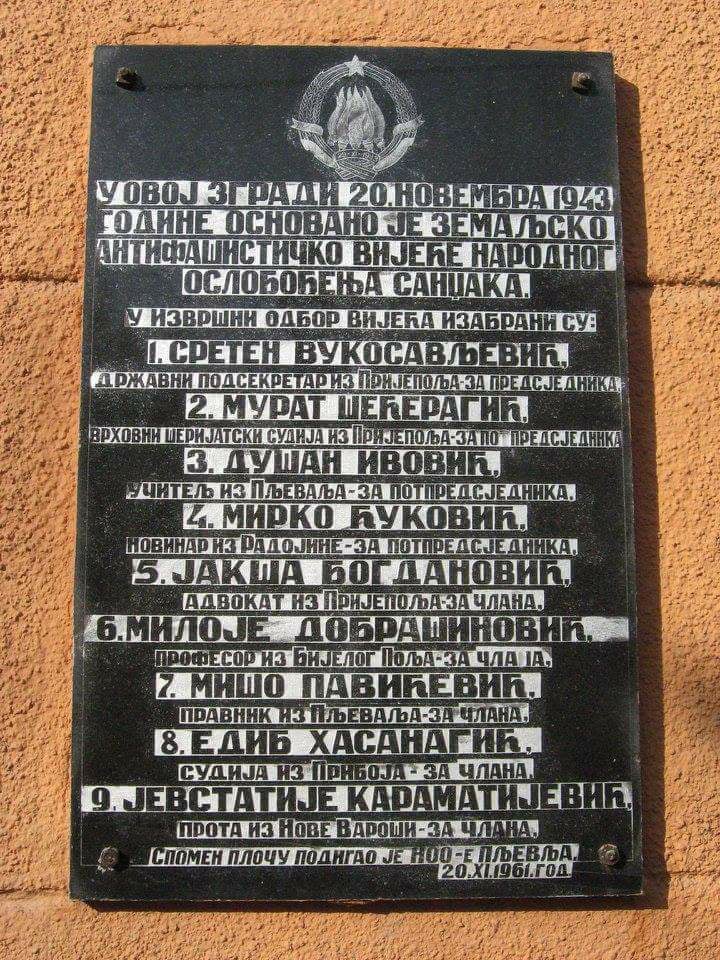 У ОВОЈ ЗГРАДИ 20. НОВЕМБРА 1943
ГОДИНЕ ОСНОВАНО ЈЕ ЗЕМАЉСКО
АНТИФАШИСТИЧКО ВИЈЕЋЕ НАРОДНОГ
ОСЛОБОЂЕЊА САНЏАКА.
У ИЗВРШНИ ОДБОР ВИЈЕЋА ИЗАБРАНИ СУ:
1. СРЕТЕН ВУКОСАВЉЕВИЋ,
ДРЖАВНИ ПОДСЕКРЕТАР ИЗ ПРИЈЕПОЉА-ЗА ПРЕДСЈЕДНИКА,
2. МУРАТ ШЕЋЕРАГИЋ,
ВРХОВНИ ШЕРИЈАТСКИ СУДИЈА ИЗ ПРИЈЕПОЉА-ЗА ПОТПРЕДСЈЕДНИКА
3. ДУШАН ИВОВИЋ,
УЧИТЕЉ ИЗ ПЉЕВАЉА-ЗА ПОТПРЕДСЈЕДНИКА,
4. МИРКО ЋУКОВИЋ,
НОВИНАР ИЗ РАДОЈИНЕ-ЗА ПОТПРЕДСЈЕДНИКА,
5. ЈАКША БОГДАНОВИЋ,
АДВОКАТ ИЗ ПРИЈЕПОЉА-ЗА ЧЛАНА,
6. МИЛОЈЕ ДОБРАШИНОВИЋ,
ПРОФЕСОР ИЗ БИЈЕЛОГ ПОЉА-ЗА ЧЛАНА,
7. МИШО ПАВИЋЕВИЋ,
ПРАВНИК ИЗ ПЉЕВАЉА-ЗА ЧЛАНА,
8. ЕДИБ ХАСАНАГИЋ,
СУДИЈА ИЗ ПРИБОЈА-ЗА ЧЛАНА,
9. ЈЕВСТАТИЈЕ КАРАМАТИЈЕВИЋ,
ПРОТА ИЗ НОВЕ ВАРОШИ-ЗА ЧЛАНА,
СПОМЕН ПЛОЧУ ПОДИГАО ЈЕ НОО-Е ПЉЕВЉА.
20.XI.1961.ГОД